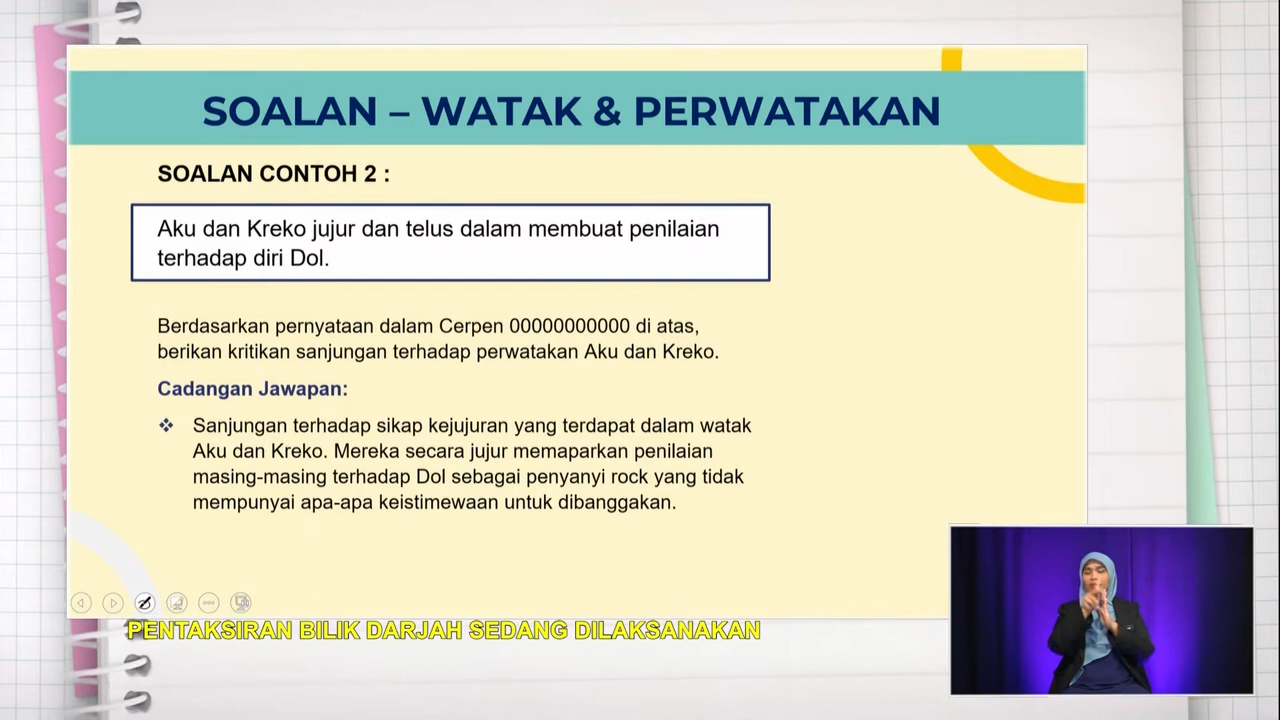 SOALAN – WATAK & PERWATAKAN
SOALAN CONTOH 2 :
Aku dan Kreko jujur dan telus dalam membuat penilaian
terhadap diri Dol.
Berdasarkan pernyataan dalam Cerpen 00000000000 di atas,
berikan kritikan sanjungan terhadap perwatakan Aku dan Kreko.
Cadangan Jawapan:
❖ Sanjungan terhadap sikap kejujuran yang terdapat dalam watak
Aku dan Kreko. Mereka secara jujur memaparkan penilaian
masing-masing terhadap Dol sebagai penyanyi rock yang tidak
mempunyai apa-apa keistimewaan untuk dibanggakan.
PENTAKSIRAN BILIK DARJAH SEDANG DILAKSANAKAN